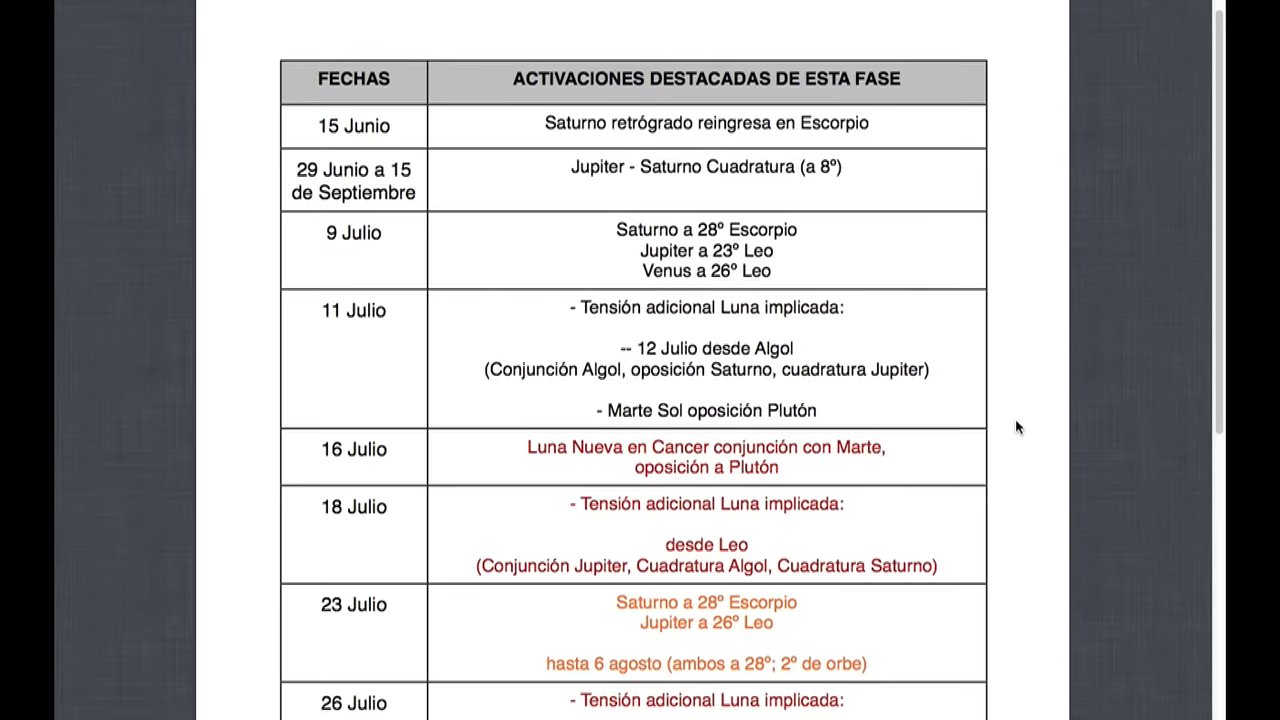 FECHAS
ACTIVACIONES DESTACADAS DE ESTA FASE
15 Junio
Saturno retrógrado reingresa en Escorpio
29 Junio a 15
de Septiembre
Jupiter - Saturno Cuadratura (a 8º)
9 Julio
Saturno a 28º Escorpio
Jupiter a 23º Leo
Venus a 26º Leo
11 Julio
- Tensión adicional Luna implicada:
-- 12 Julio desde Algol
(Conjunción Algol, oposición Saturno, cuadratura Jupiter)
- Marte Sol oposición Plutón
16 Julio
Luna Nueva en Cancer conjunción con Marte,
oposición a Plutón
18 Julio
- Tensión adicional Luna implicada:
desde Leo
(Conjunción Jupiter, Cuadratura Algol, Cuadratura Saturno)
23 Julio
Saturno a 28º Escorpio
Jupiter a 26º Leo
hasta 6 agosto (ambos a 28º; 2º de orbe)
26 Julio
- Tensión adicional Luna implicada: